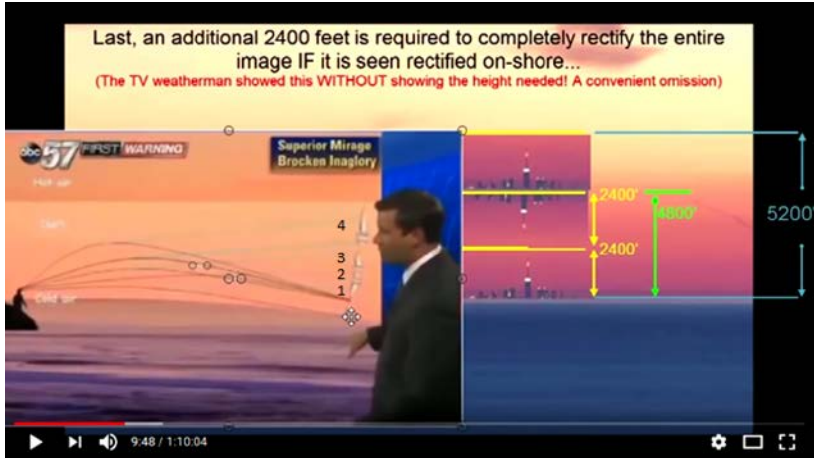 Last, an additional 2400 feet is required to completely rectify the entire
image IF it is seen rectified on-shore...
(The TV weatherman showed this WITHOUT showing the height needed! A convenient omission)
abc 57 FIRST WARNING
Superior Mirage
Brocken Inaglory
Hot air
4
3
2
1
Cold air
2400'
2400'
4800'
5200'
9:48 / 1:10:04